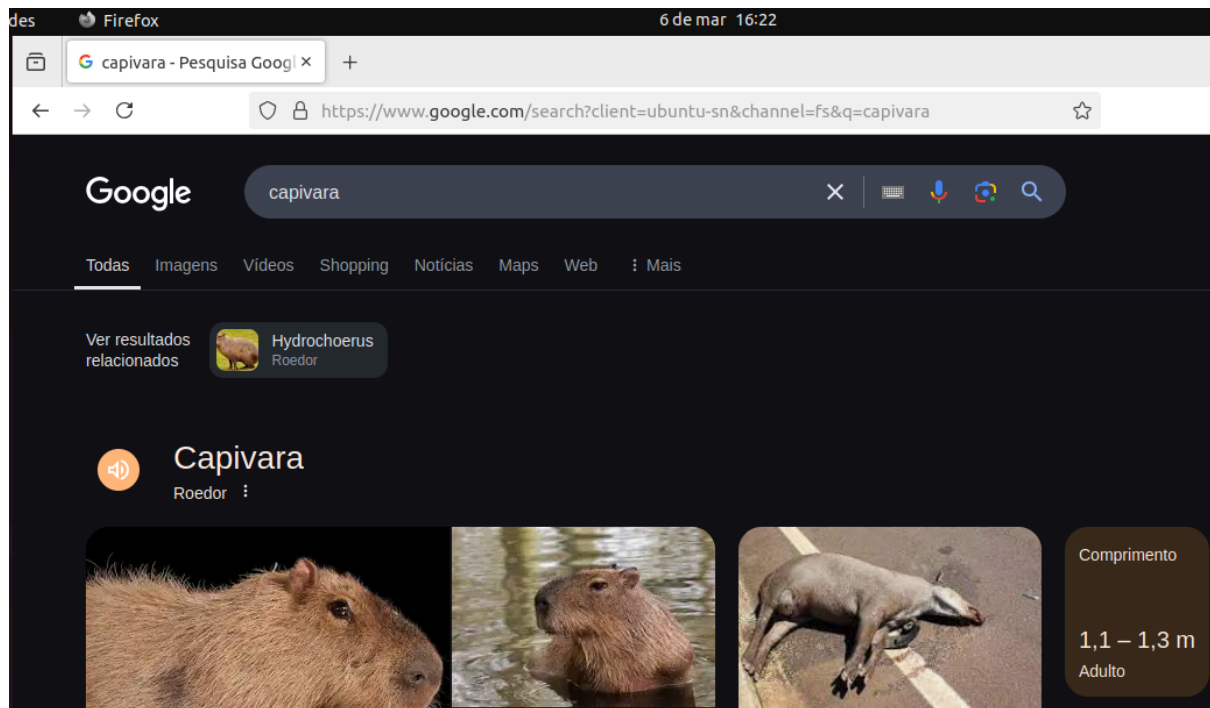 des Firefox 6 de mar 16:22
capivara - Pesquisa Googl
https://www.google.com/search?client=ubuntu-sn&channel=fs&q=capivara
Google capivara
Todas Imagens Vídeos Shopping Notícias Maps Web Mais
Ver resultados
relacionados
Hydrochoerus
Roedor
Capivara
Roedor
Comprimento
1,1 – 1,3 m
Adulto